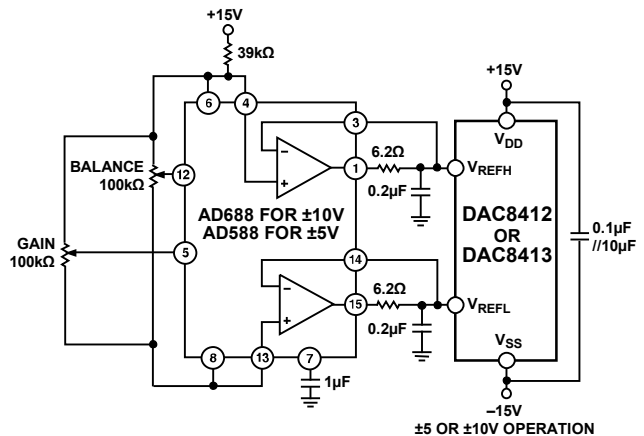 +15V
39kΩ
+15V
6
4
3
VDD
BALANCE
100kΩ
12
1
6.2Ω
VREFH
0.2µF
AD688 FOR ±10V
AD588 FOR ±5V
DAC8412
OR
DAC8413
0.1µF
//10µF
GAIN
100kΩ
5
14
6.2Ω
15
VREFL
0.2µF
VSS
8
13
7
1µF
–15V
±5 OR ±10V OPERATION